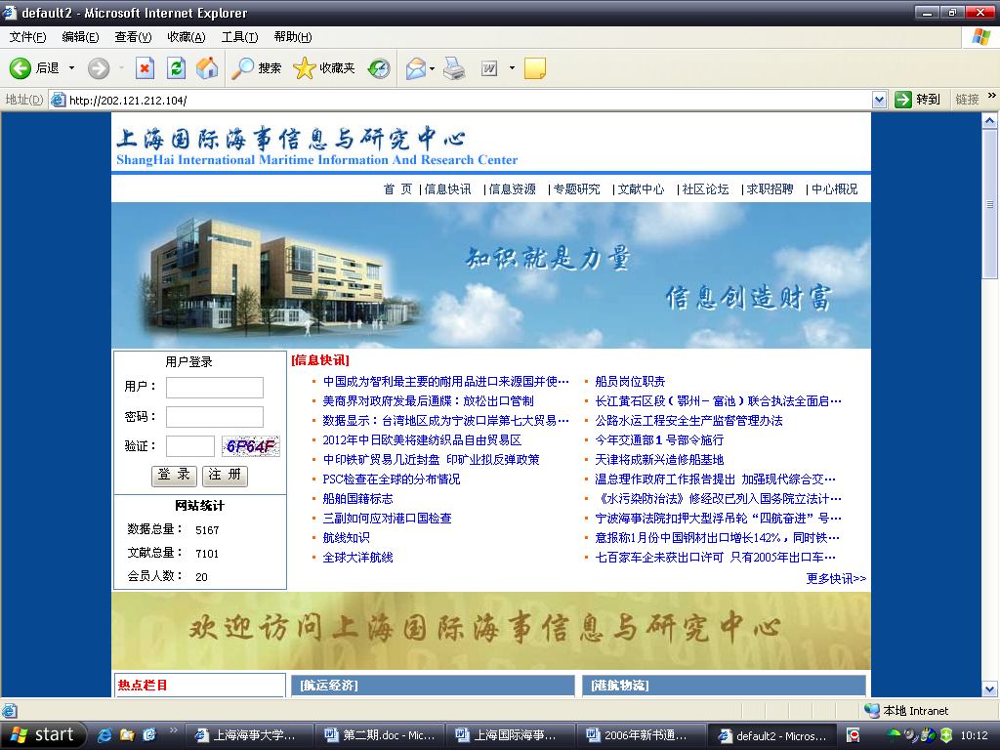 default2 - Microsoft Internet Explorer
文件(F) 编辑(E) 查看(V) 收藏(A) 工具(T) 帮助(H)
后退 搜索 收藏夹
地址(D) http://202.121.212.104/ 转到 链接 »
上海国际海事信息与研究中心
ShangHai International Maritime Information And Research Center
首 页 |信息快讯 |信息资源 |专题研究 |文献中心 |社区论坛 |求职招聘 |中心概况
知识就是力量
信息创造财富
用户登录
用户：
密码：
验证： 6F64F
登 录 注 册
网站统计
数据总量： 5167
文献总量： 7101
会员人数： 20
[信息快讯]
中国成为智利最主要的耐用品进口来源国并使…
美商界对政府发最后通牒：放松出口管制
数据显示：台湾地区成为宁波口岸第七大贸易…
2012年中日欧美将建纺织品自由贸易区
中印铁矿贸易几近封盘 印矿业拟反弹政策
PSC检查在全球的分布情况
船舶国籍标志
三副如何应对港口国检查
航线知识
全球大洋航线
船员岗位职责
长江黄石区段（鄂州－富池）联合执法全面启…
公路水运工程安全生产监督管理办法
今年交通部１号部令施行
天津将成新兴造修船基地
温总理作政府工作报告提出 加强现代综合交…
《水污染防治法》修经改已列入国务院立法计…
宁波海事法院扣押大型浮吊轮“四航奋进”号…
意报称1月份中国钢材出口增长142%，同时铁…
七百家车企未获出口许可 只有2005年出口车…
更多快讯>>
欢迎访问上海国际海事信息与研究中心
热点栏目 [航运经济] [港航物流]
本地 Intranet
start » 上海海事大学... 第二期.doc - Mic... 上海国际海事... 2006年新书通... default2 - Micros... 10:12